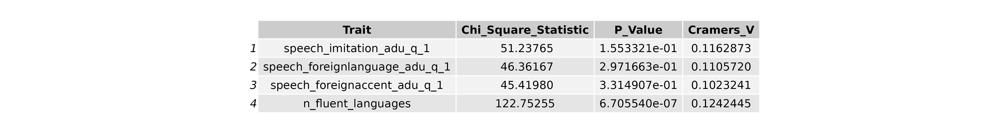 Trait Chi_Square_Statistic P_Value Cramers_V
1 speech_imitation_adu_q_1 51.23765 1.553321e-01 0.1162873
2 speech_foreignlanguage_adu_q_1 46.36167 2.971663e-01 0.1105720
3 speech_foreignaccent_adu_q_1 45.41980 3.314907e-01 0.1023241
4 n_fluent_languages 122.75255 6.705540e-07 0.1242445